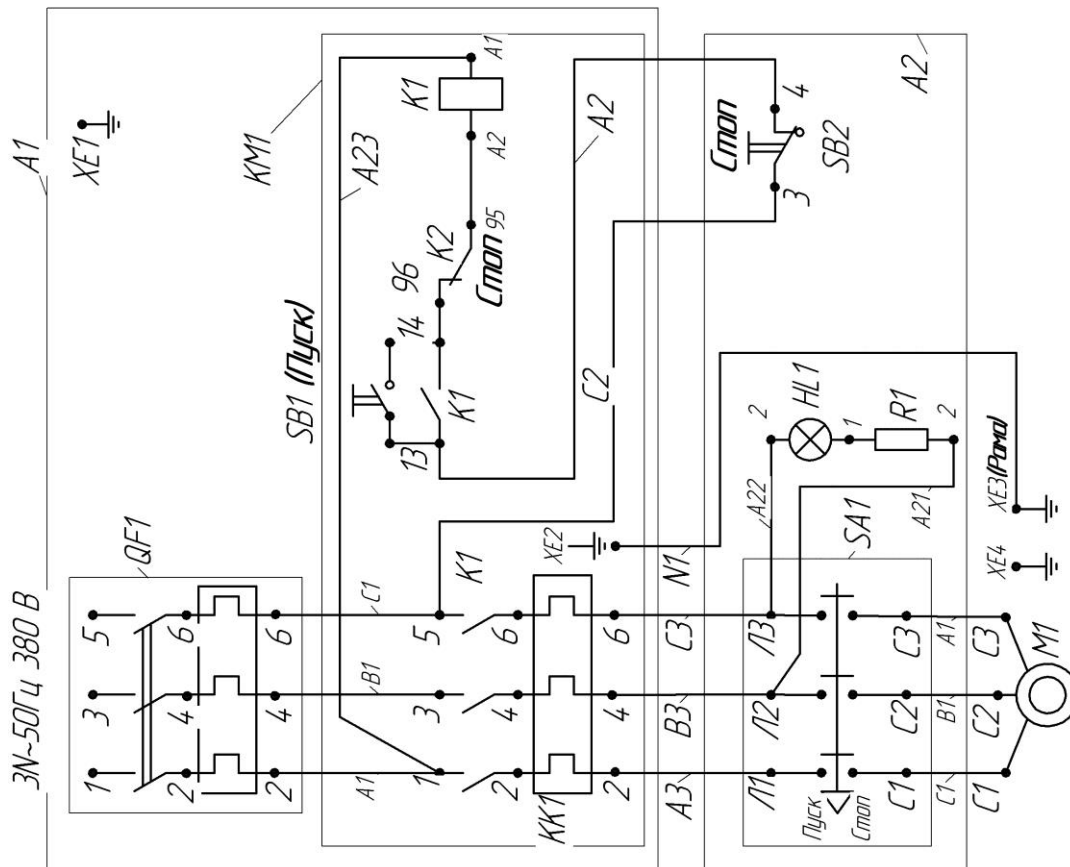 3N~50Гц 380 В
A1
XE1
QF1
1
3
5
2
4
6
2
4
6
A1
B1
C1
KM1
A23
SB1 (Пуск)
13
14
K1
96
K2
Стоп 95
A2
K1
A1
1
3
5
K1
2
4
6
KK1
2
4
6
C2
A2
XE2
N1
A3
B3
C3
A2
Стоп
3
4
SB2
Л1
Л2
Л3
Пуск
Стоп
SA1
A22
A21
2
HL1
1
R1
2
C1
C2
C3
C1
B1
A1
C1
C2
C3
M1
XE4
XE3 (Рама)